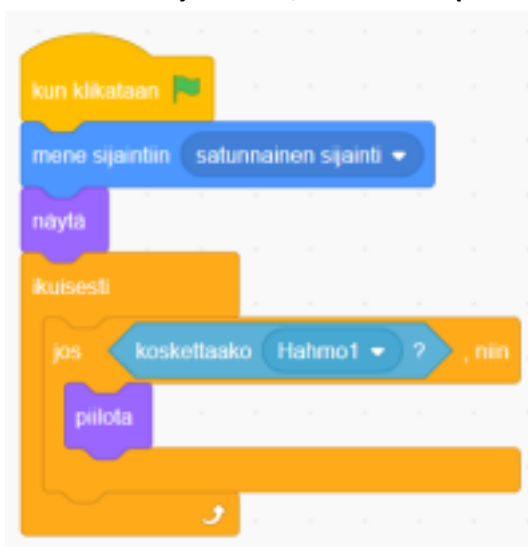 kun klikataan
mene sijaintiin satunnainen sijainti
näytä
ikuisesti
jos koskettaako Hahmo1 ? , niin
piilota